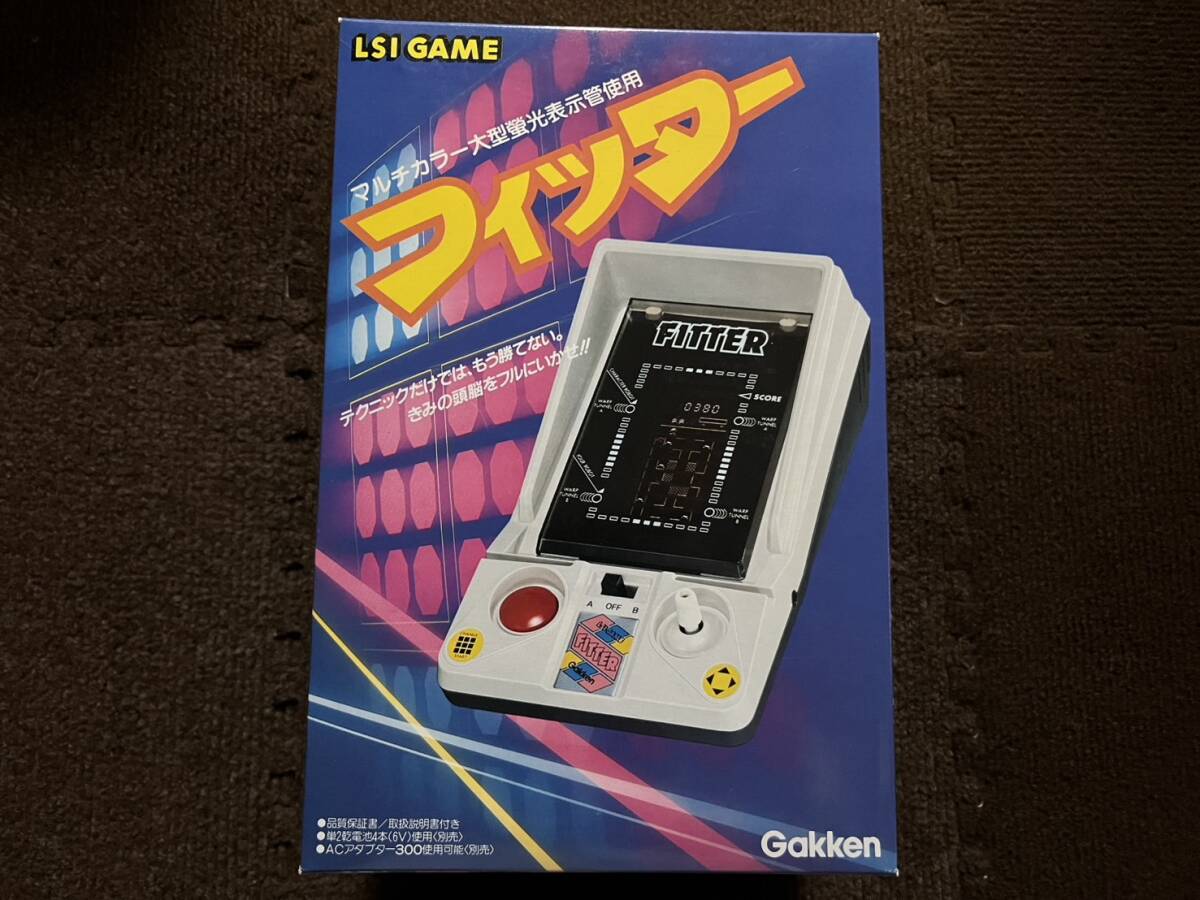 LSI GAME
マルチカラー大型螢光表示管使用
フィッター
テクニックだけでは、もう勝てない。
きみの頭脳をフルにいかせ!!
FITTER
CHARACTER
SCORE
0380
WARP TUNNEL A
WARP TUNNEL A
WARP TUNNEL B
WARP TUNNEL B
A OFF B
CHANGE
START
FITTER
Gakken
●品質保証書/取扱説明書付き
●単2乾電池4本(6V)使用〈別売〉
●ACアダプター300使用可能〈別売〉
Gakken